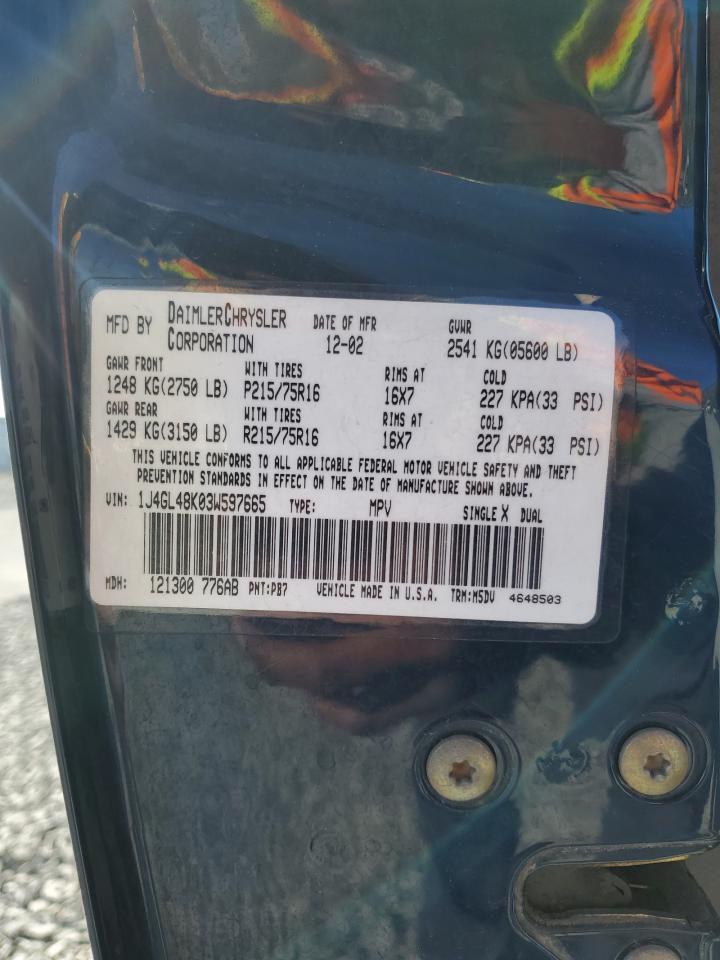 MFD BY DAIMLERCHRYSLER CORPORATION DATE OF MFR 12-02 GVWR 2541 KG(05600 LB)
GAWR FRONT WITH TIRES RIMS AT COLD
1248 KG(2750 LB) P215/75R16 16X7 227 KPA(33 PSI)
GAWR REAR WITH TIRES RIMS AT COLD
1429 KG(3150 LB) R215/75R16 16X7 227 KPA(33 PSI)
THIS VEHICLE CONFORMS TO ALL APPLICABLE FEDERAL MOTOR VEHICLE SAFETY AND THEFT
PREVENTION STANDARDS IN EFFECT ON THE DATE OF MANUFACTURE SHOWN ABOVE.
VIN: 1J4GL48K03W597665 TYPE: MPV SINGLE X DUAL
MDH: 121300 776AB PNT:PB7 VEHICLE MADE IN U.S.A. TRM:M5DV 4648503